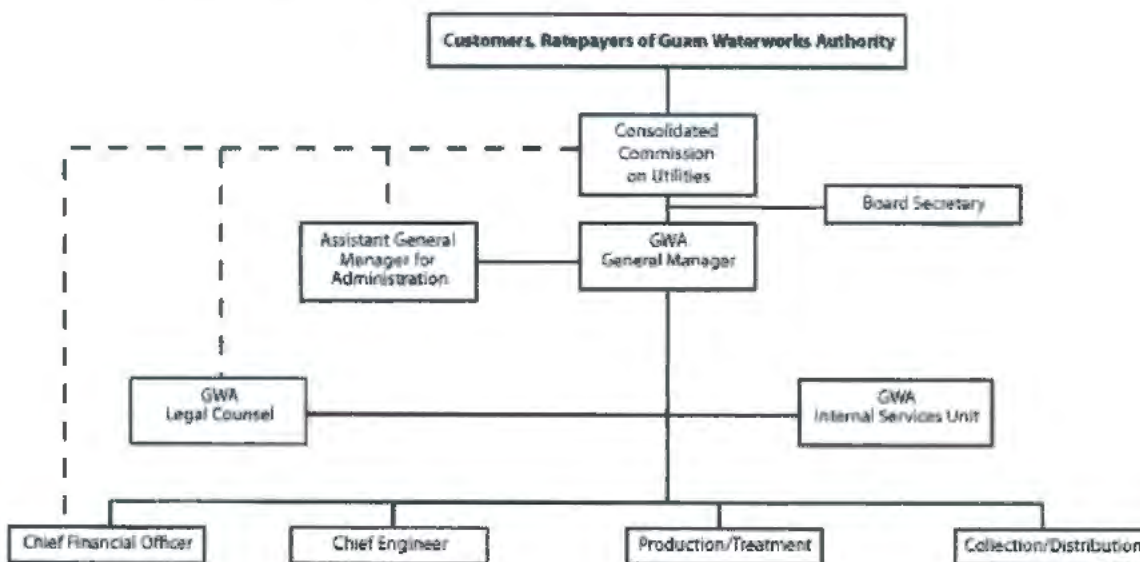 Customers, Ratepayers of Guam Waterworks Authority
Consolidated
Commission
on Utilities
Board Secretary
Assistant General
Manager for
Administration
GWA
General Manager
GWA
Legal Counsel
GWA
Internal Services Unit
Chief Financial Officer
Chief Engineer
Production/Treatment
Collection/Distribution